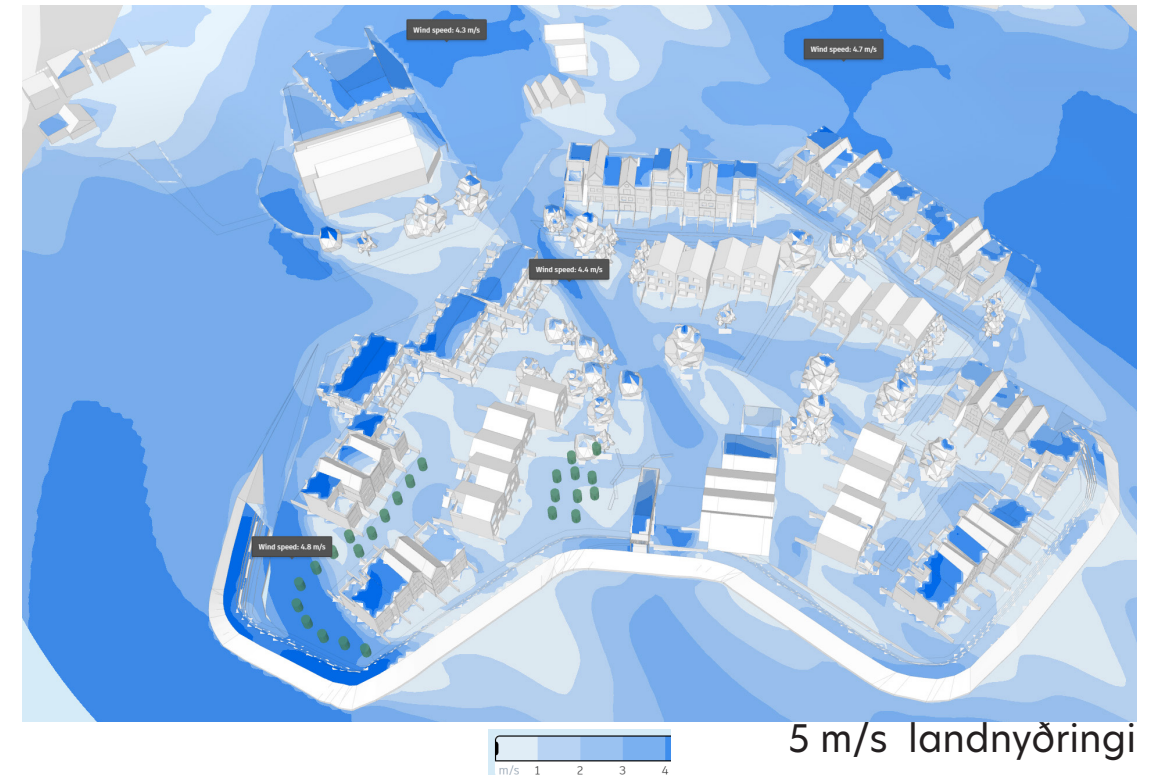 Wind speed: 4.3 m/s
Wind speed: 4.7 m/s
Wind speed: 4.4 m/s
Wind speed: 4.8 m/s
5 m/s landnyðringi
m/s 1 2 3 4